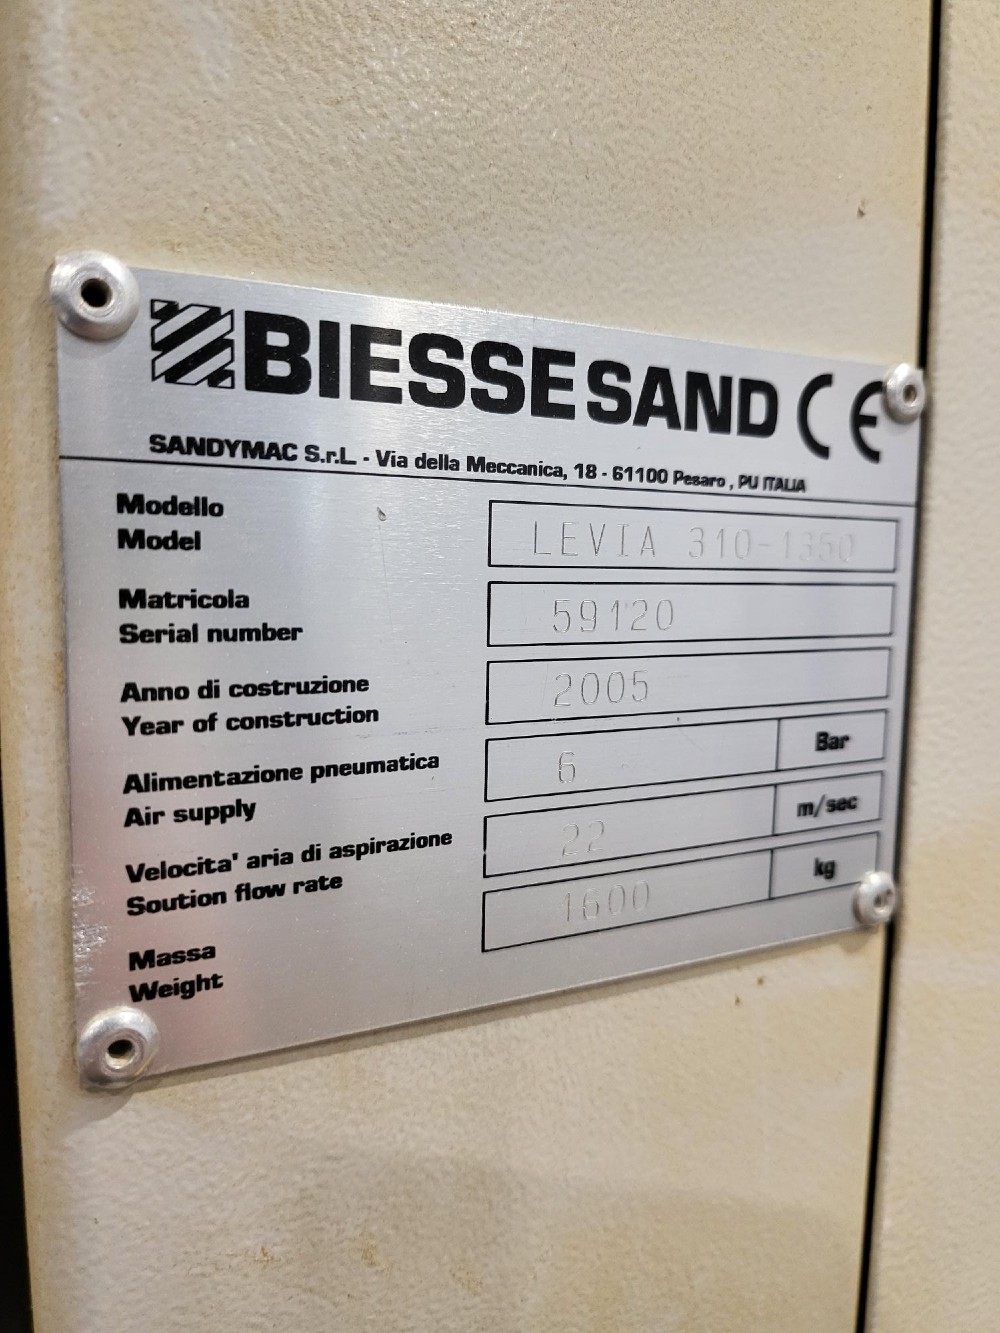 BIESSE SAND CE
SANDYMAC S.r.L - Via della Meccanica, 18 - 61100 Pesaro , PU ITALIA
Modello
Model LEVIA 310-1350
Matricola
Serial number 59120
Anno di costruzione
Year of construction 2005
Alimentazione pneumatica
Air supply 6 Bar
Velocita' aria di aspirazione
Soution flow rate 22 m/sec
Massa
Weight 1600 kg